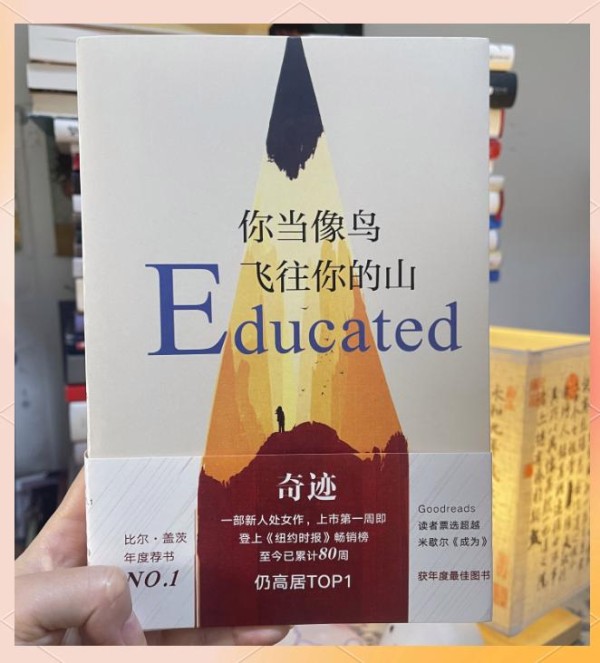 你当像鸟
飞往你的山
Educated
奇迹
一部新人处女作，上市第一周即
登上《纽约时报》畅销榜
至今已累计80周
仍高居TOP1
比尔·盖茨
年度荐书
NO.1
Goodreads
读者票选超越
米歇尔《成为》
获年度最佳图书